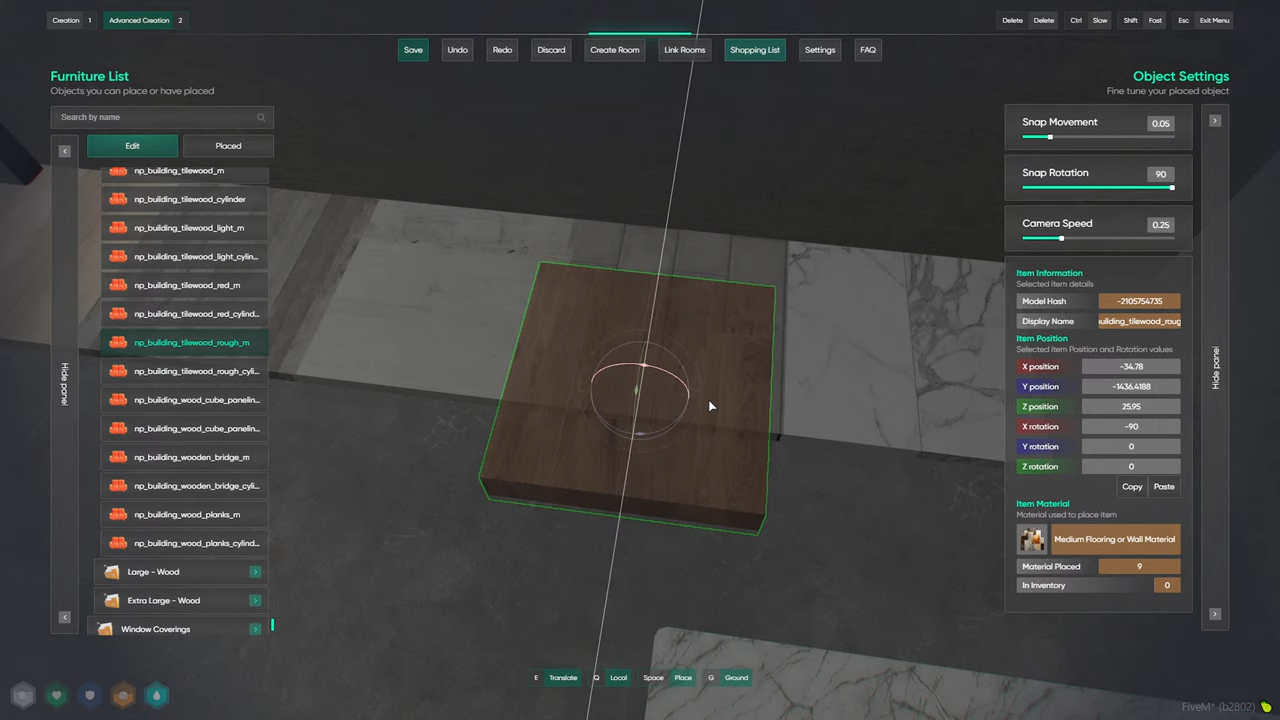 Creation 1 Advanced Creation 2
Delete Delete Ctrl Slow Shift Fast Esc Exit Menu
Save Undo Redo Discard Create Room Link Rooms Shopping List Settings FAQ
Furniture List
Objects you can place or have placed
Search by name
Edit Placed
Hide panel
np_building_tilewood_m
np_building_tilewood_cylinder
np_building_tilewood_light_m
np_building_tilewood_light_cylin...
np_building_tilewood_red_m
np_building_tilewood_red_cylind...
np_building_tilewood_rough_m
np_building_tilewood_rough_cyli...
np_building_wood_cube_panelin...
np_building_wood_cube_panelin...
np_building_wooden_bridge_m
np_building_wooden_bridge_cyl...
np_building_wood_planks_m
np_building_wood_planks_cylind...
Large - Wood
Extra Large - Wood
Window Coverings
Object Settings
Fine tune your placed object
Snap Movement 0.05
Snap Rotation 90
Camera Speed 0.25
Item Information
Selected item details
Model Hash -2105754735
Display Name uilding_tilewood_roug
Item Position
Selected item Position and Rotation values
X position -34.78
Y position -1436.4188
Z position 25.95
X rotation -90
Y rotation 0
Z rotation 0
Copy Paste
Item Material
Material used to place item
Medium Flooring or Wall Material
Material Placed 9
In Inventory 0
Hide panel
E Translate Q Local Space Place G Ground
FiveM* (b2802)